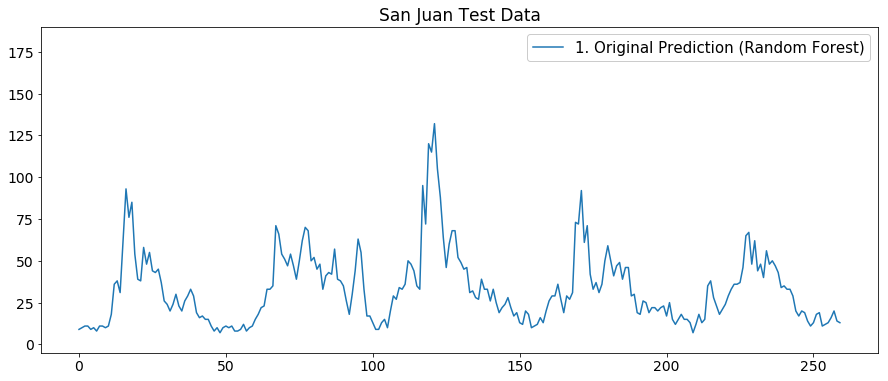 San Juan Test Data
1. Original Prediction (Random Forest)
175
150
125
100
75
50
25
0
0 50 100 150 200 250